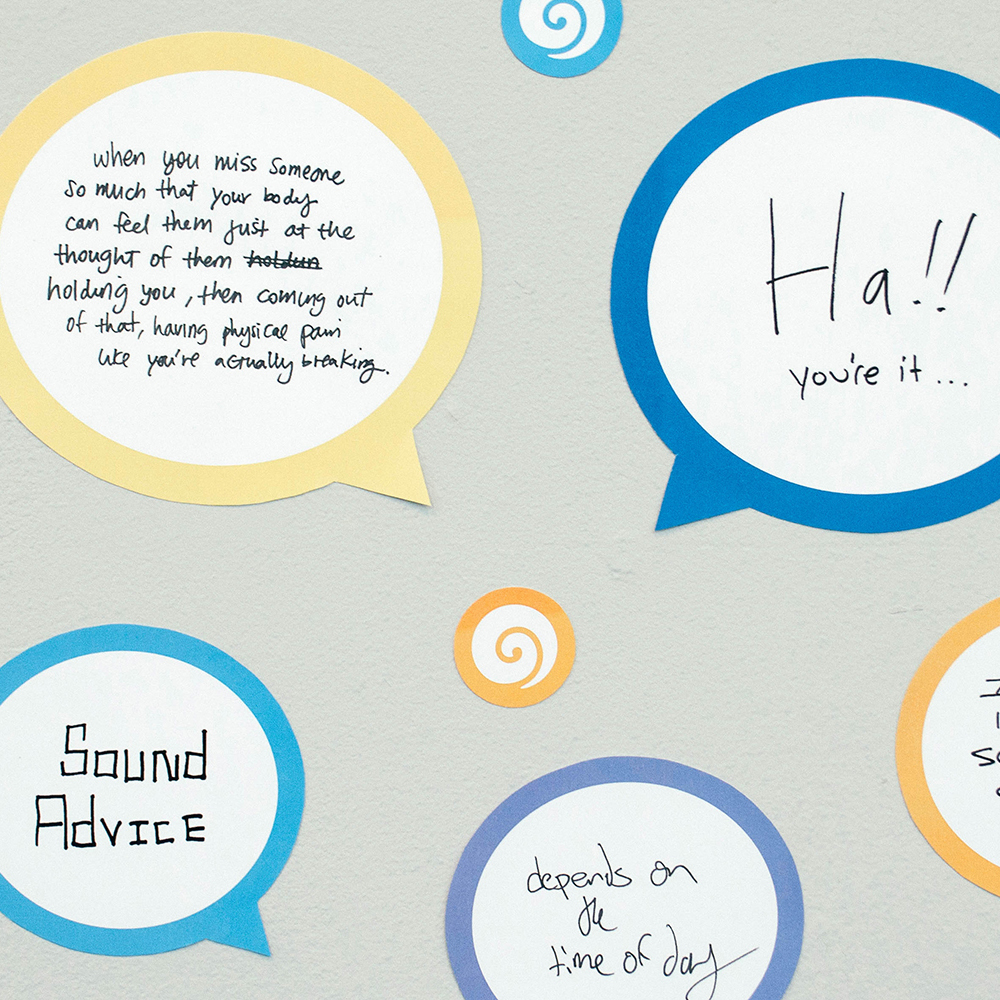 when you miss someone
so much that your body
can feel them just at the
thought of them holdun
holding you, then coming out
of that, having physical pain
like you're actually breaking.
Ha!!
you're it...
Sound
Advice
depends on
the
time of day